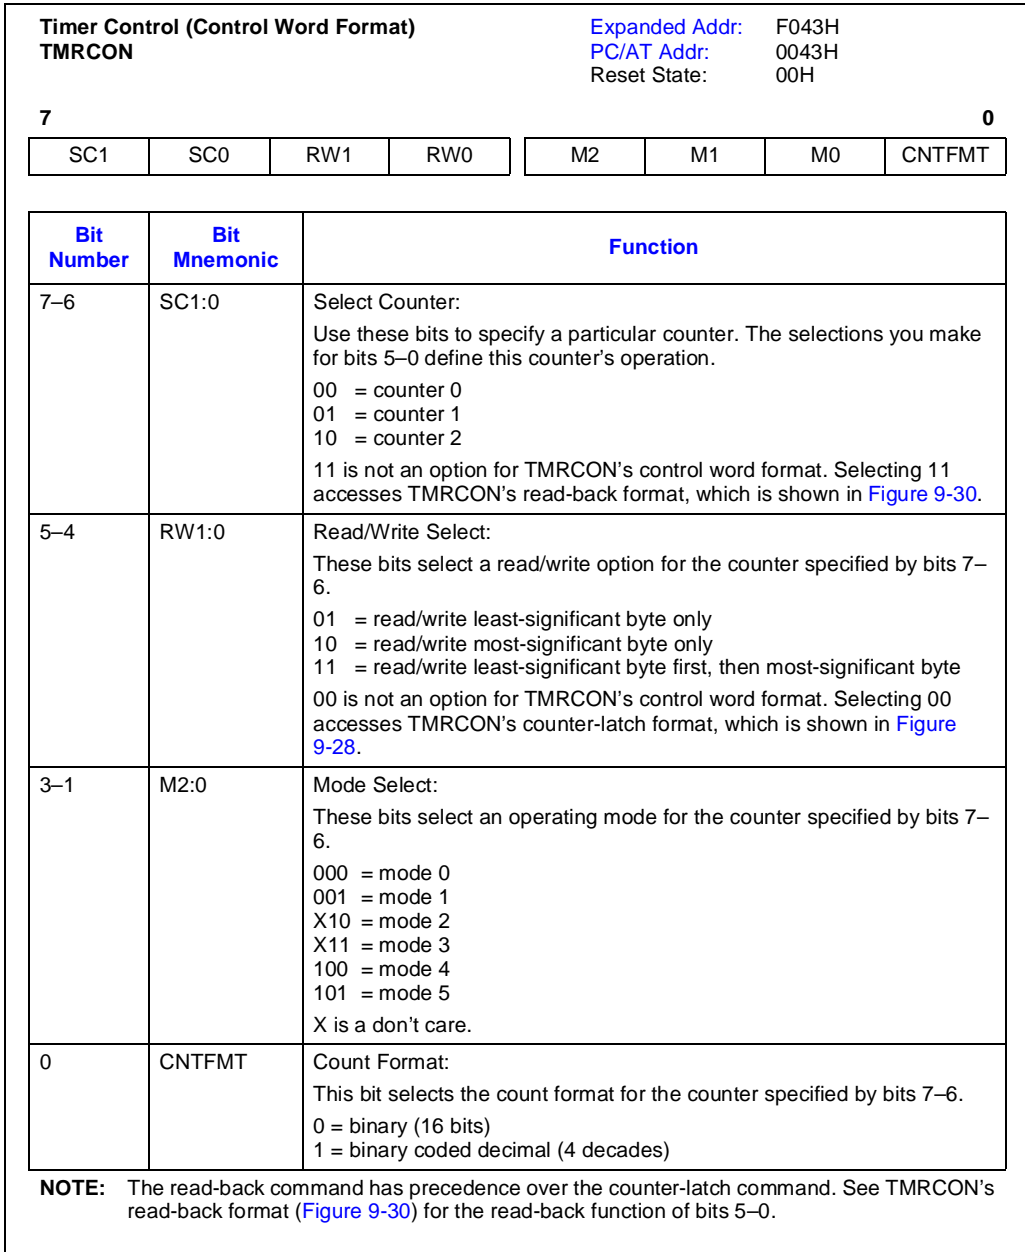 Timer Control (Control Word Format)
TMRCON
Expanded Addr: F043H
PC/AT Addr: 0043H
Reset State: 00H
7 0
SC1 SC0 RW1 RW0 M2 M1 M0 CNTFMT
Bit Number Bit Mnemonic Function
7–6 SC1:0 Select Counter:
Use these bits to specify a particular counter. The selections you make
for bits 5–0 define this counter's operation.
00 = counter 0
01 = counter 1
10 = counter 2
11 is not an option for TMRCON's control word format. Selecting 11
accesses TMRCON's read-back format, which is shown in Figure 9-30.
5–4 RW1:0 Read/Write Select:
These bits select a read/write option for the counter specified by bits 7–
6.
01 = read/write least-significant byte only
10 = read/write most-significant byte only
11 = read/write least-significant byte first, then most-significant byte
00 is not an option for TMRCON's control word format. Selecting 00
accesses TMRCON's counter-latch format, which is shown in Figure
9-28.
3–1 M2:0 Mode Select:
These bits select an operating mode for the counter specified by bits 7–
6.
000 = mode 0
001 = mode 1
X10 = mode 2
X11 = mode 3
100 = mode 4
101 = mode 5
X is a don't care.
0 CNTFMT Count Format:
This bit selects the count format for the counter specified by bits 7–6.
0 = binary (16 bits)
1 = binary coded decimal (4 decades)
NOTE: The read-back command has precedence over the counter-latch command. See TMRCON's
read-back format (Figure 9-30) for the read-back function of bits 5–0.